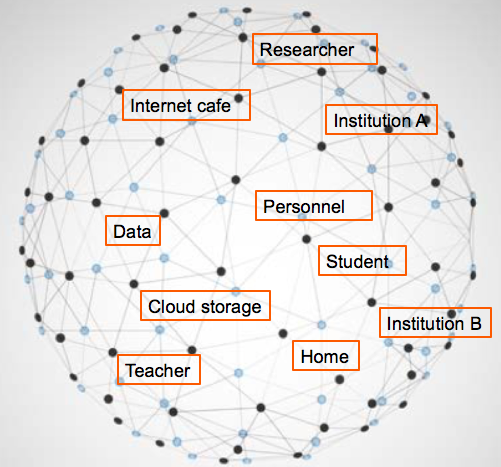 Researcher
Internet cafe
Institution A
Personnel
Data
Student
Cloud storage
Institution B
Home
Teacher